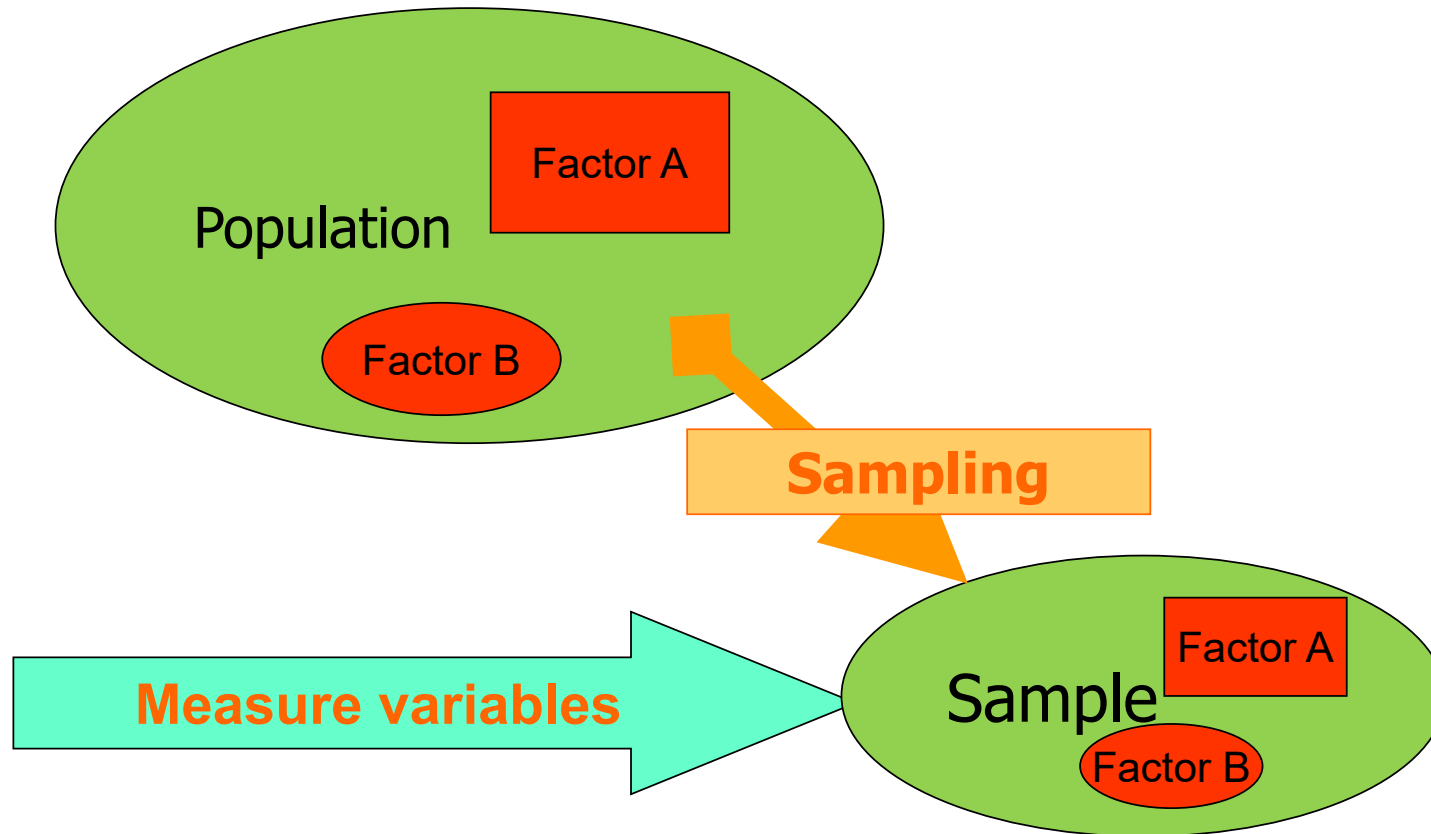 Factor A
Population
Factor B
Sampling
Factor A
Measure variables
Sample
Factor B